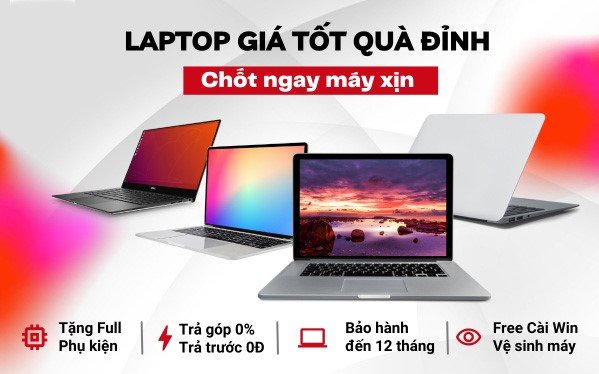 LAPTOP GIÁ TỐT QUÀ ĐỈNH
Chốt ngay máy xịn
Tặng Full
Phụ kiện
Trả góp 0%
Trả trước 0Đ
Bảo hành
đến 12 tháng
Free Cài Win
Vệ sinh máy